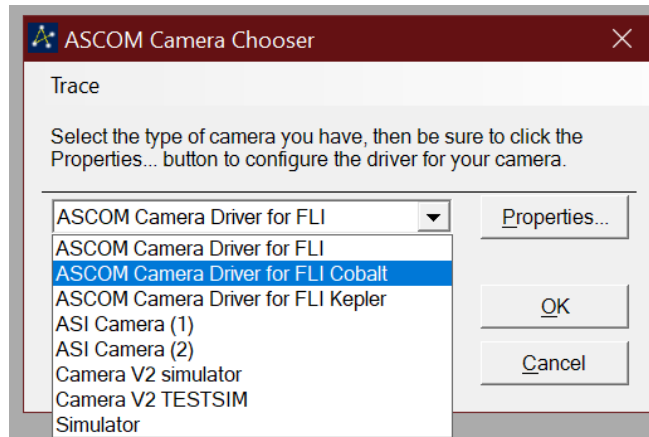 ASCOM Camera Chooser
Trace
Select the type of camera you have, then be sure to click the
Properties... button to configure the driver for your camera.
ASCOM Camera Driver for FLI
Properties...
ASCOM Camera Driver for FLI
ASCOM Camera Driver for FLI Cobalt
ASCOM Camera Driver for FLI Kepler
ASI Camera (1)
ASI Camera (2)
Camera V2 simulator
Camera V2 TESTSIM
Simulator
OK
Cancel